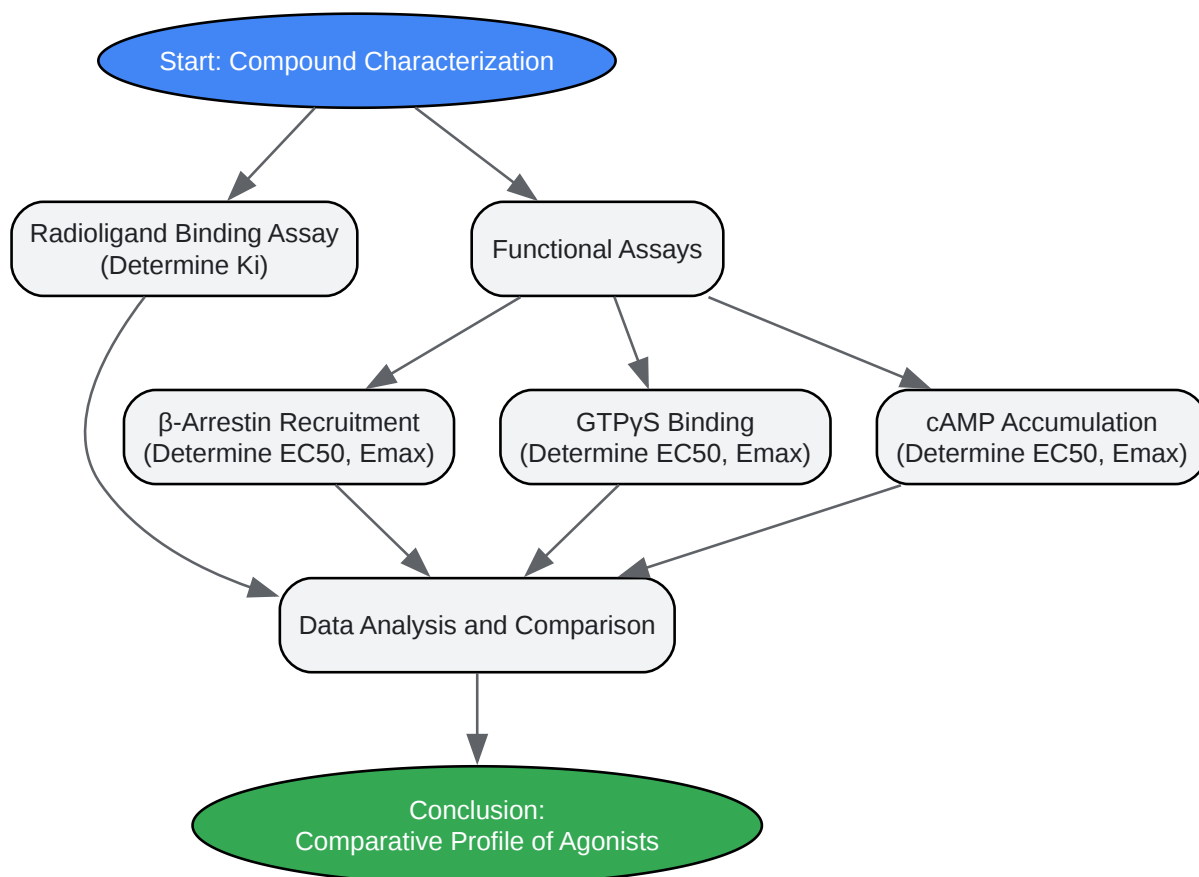 Start: Compound Characterization
Radioligand Binding Assay
(Determine Ki)
Functional Assays
β-Arrestin Recruitment
(Determine EC50, Emax)
GTPγS Binding
(Determine EC50, Emax)
cAMP Accumulation
(Determine EC50, Emax)
Data Analysis and Comparison
Conclusion:
Comparative Profile of Agonists